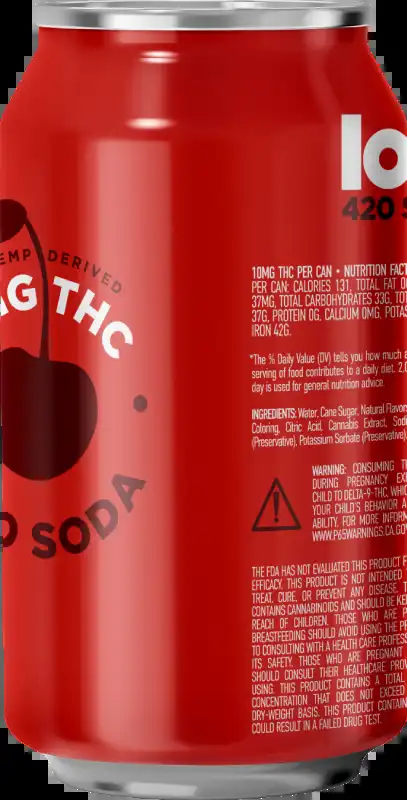 HEMP DERIVED
MG THC
SODA
lo
420 S
10MG THC PER CAN • NUTRITION FACT
PER CAN: CALORIES 131, TOTAL FAT 0
37MG, TOTAL CARBOHYDRATES 33G, TOT
37G, PROTEIN 0G, CALCIUM 0MG, POTAS
IRON 42G.
*The % Daily Value (DV) tells you how much a
serving of food contributes to a daily diet. 2,0
day is used for general nutrition advice.
INGREDIENTS: Water, Cane Sugar, Natural Flavors
Coloring, Citric Acid, Cannabis Extract, Sodi
(Preservative), Potassium Sorbate (Preservative).
WARNING: CONSUMING TH
DURING PREGNANCY EXP
CHILD TO DELTA-9-THC, WHIC
YOUR CHILD'S BEHAVIOR A
ABILITY. FOR MORE INFORM
WWW.P65WARNINGS.CA.GOV
THE FDA HAS NOT EVALUATED THIS PRODUCT F
EFFICACY. THIS PRODUCT IS NOT INTENDED T
TREAT, CURE, OR PREVENT ANY DISEASE. T
CONTAINS CANNABINOIDS AND SHOULD BE KE
REACH OF CHILDREN. THOSE WHO ARE P
BREASTFEEDING SHOULD AVOID USING THE PR
TO CONSULTING WITH A HEALTH CARE PROFESS
ITS SAFETY. THOSE WHO ARE PREGNANT
SHOULD CONSULT THEIR HEALTHCARE PROV
USING. THIS PRODUCT CONTAINS A TOTAL
CONCENTRATION THAT DOES NOT EXCEED
DRY-WEIGHT BASIS. THIS PRODUCT CONTAIN
COULD RESULT IN A FAILED DRUG TEST.